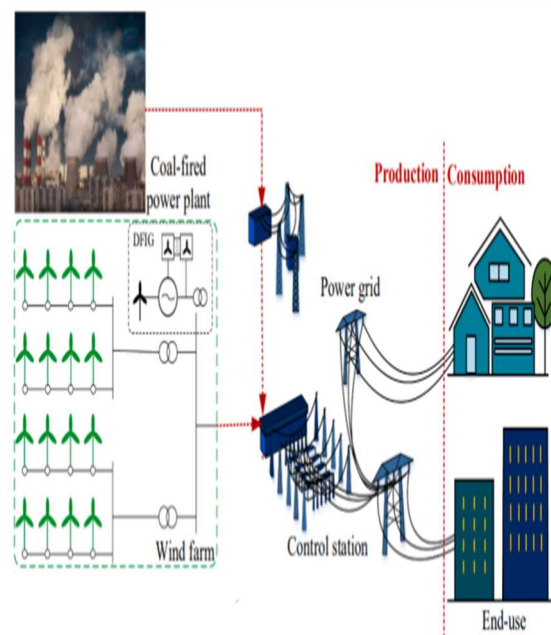 Coal-fired
power plant
DFIG
Production
Consumption
Power grid
Wind farm
Control station
End-use